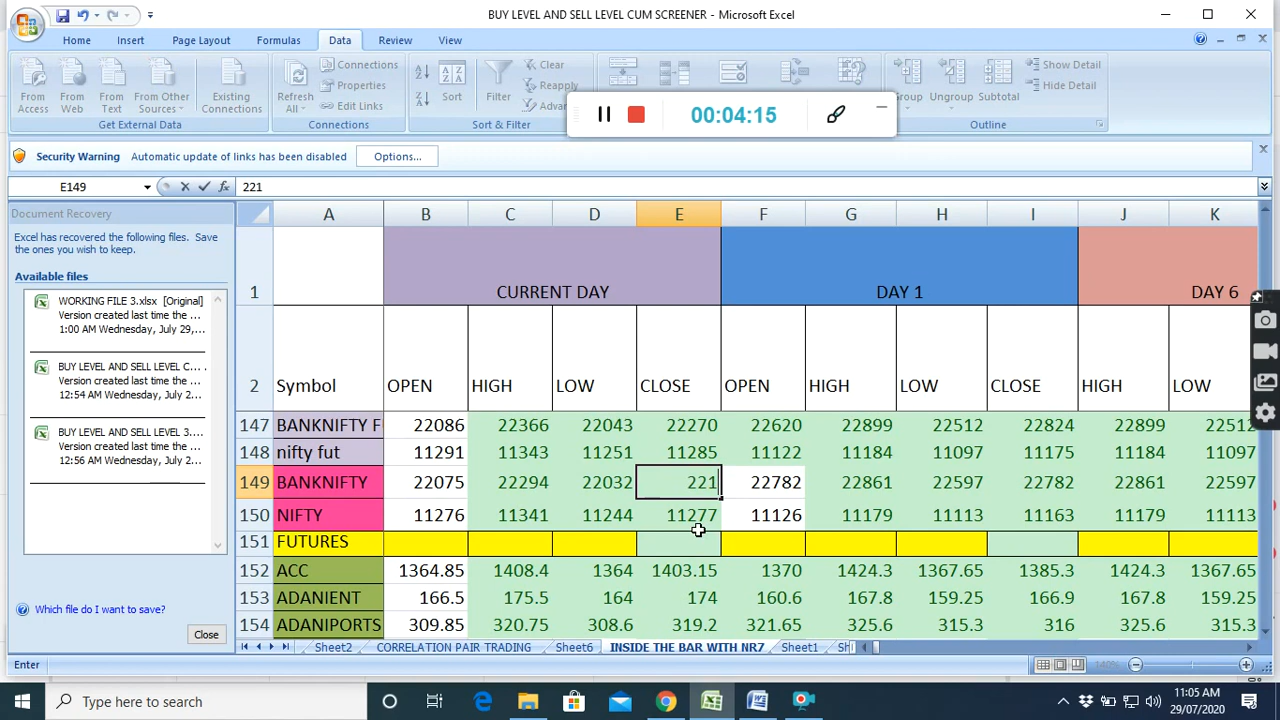 BUY LEVEL AND SELL LEVEL CUM SCREENER - Microsoft Excel
Home Insert Page Layout Formulas Data Review View
From Access
From Web
From Text
From Other Sources
Existing Connections
Get External Data
Refresh All
Connections
Properties
Edit Links
Connections
Sort
Filter
Clear
Reapply
Sort & Filter
00:04:15
Ungroup
Subtotal
Show Detail
Hide Detail
Outline
Security Warning Automatic update of links has been disabled Options...
E149 fx 221
Document Recovery
Excel has recovered the following files. Save
the ones you wish to keep.
Available files
WORKING FILE 3.xlsx [Original]
Version created last time the ...
1:00 AM Wednesday, July 29,...
BUY LEVEL AND SELL LEVEL C...
Version created last time the ...
12:54 AM Wednesday, July 2...
BUY LEVEL AND SELL LEVEL 3....
Version created last time the ...
12:56 AM Wednesday, July 2...
Which file do I want to save?
Close
A B C D E F G H I J K
1 CURRENT DAY DAY 1 DAY 6
2 Symbol OPEN HIGH LOW CLOSE OPEN HIGH LOW CLOSE HIGH LOW
147 BANKNIFTY F 22086 22366 22043 22270 22620 22899 22512 22824 22899 22512
148 nifty fut 11291 11343 11251 11285 11122 11184 11097 11175 11184 11097
149 BANKNIFTY 22075 22294 22032 221 22782 22861 22597 22782 22861 22597
150 NIFTY 11276 11341 11244 11277 11126 11179 11113 11163 11179 11113
151 FUTURES
152 ACC 1364.85 1408.4 1364 1403.15 1370 1424.3 1367.65 1385.3 1424.3 1367.65
153 ADANIENT 166.5 175.5 164 174 160.6 167.8 159.25 166.9 167.8 159.25
154 ADANIPORTS 309.85 320.75 308.6 319.2 321.65 325.6 315.3 316 325.6 315.3
Sheet2 CORRELATION PAIR TRADING Sheet6 INSIDE THE BAR WITH NR7 Sheet1 Sh
Enter 140%
Type here to search
11:05 AM
29/07/2020